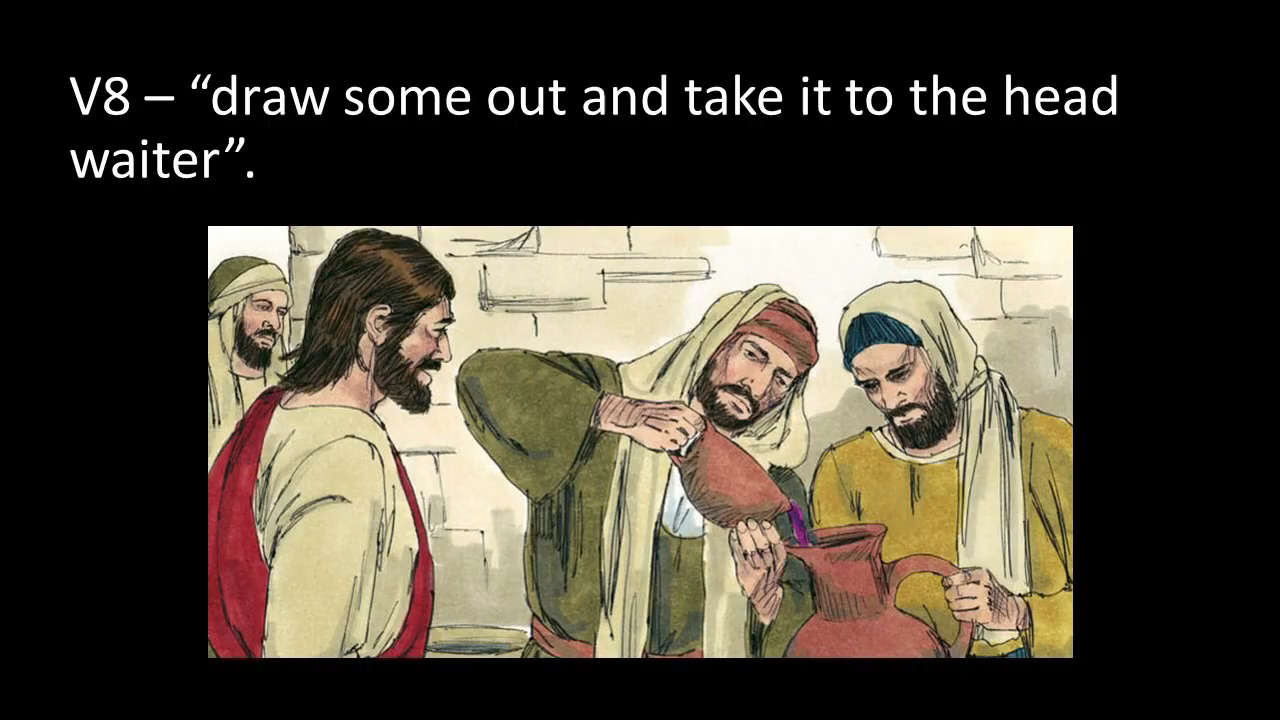 V8 – “draw some out and take it to the head
waiter”.